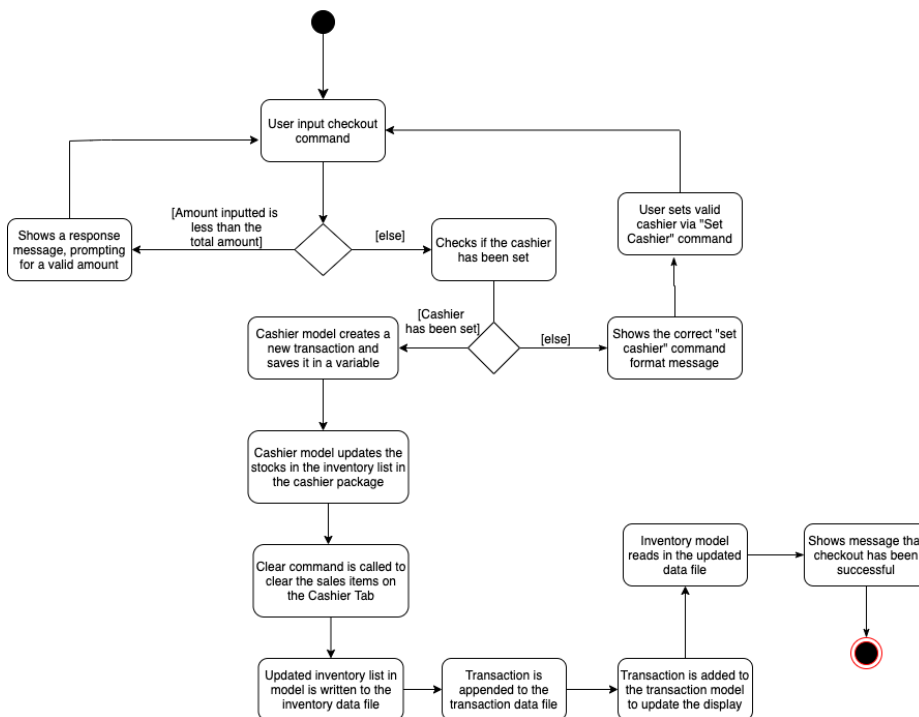 User input checkout
command
[Amount inputted is
less than the
total amount]
[else]
Shows a response
message, prompting
for a valid amount
Checks if the cashier
has been set
User sets valid
cashier via "Set
Cashier" command
[Cashier
has been set]
[else]
Cashier model creates a
new transaction and
saves it in a variable
Shows the correct "set
cashier" command
format message
Cashier model updates the
stocks in the inventory list in
the cashier package
Clear command is called to
clear the sales items on
the Cashier Tab
Inventory model
reads in the updated
data file
Shows message that
checkout has been
successful
Updated inventory list in
model is written to the
inventory data file
Transaction is
appended to the
transaction data file
Transaction is added to
the transaction model
to update the display